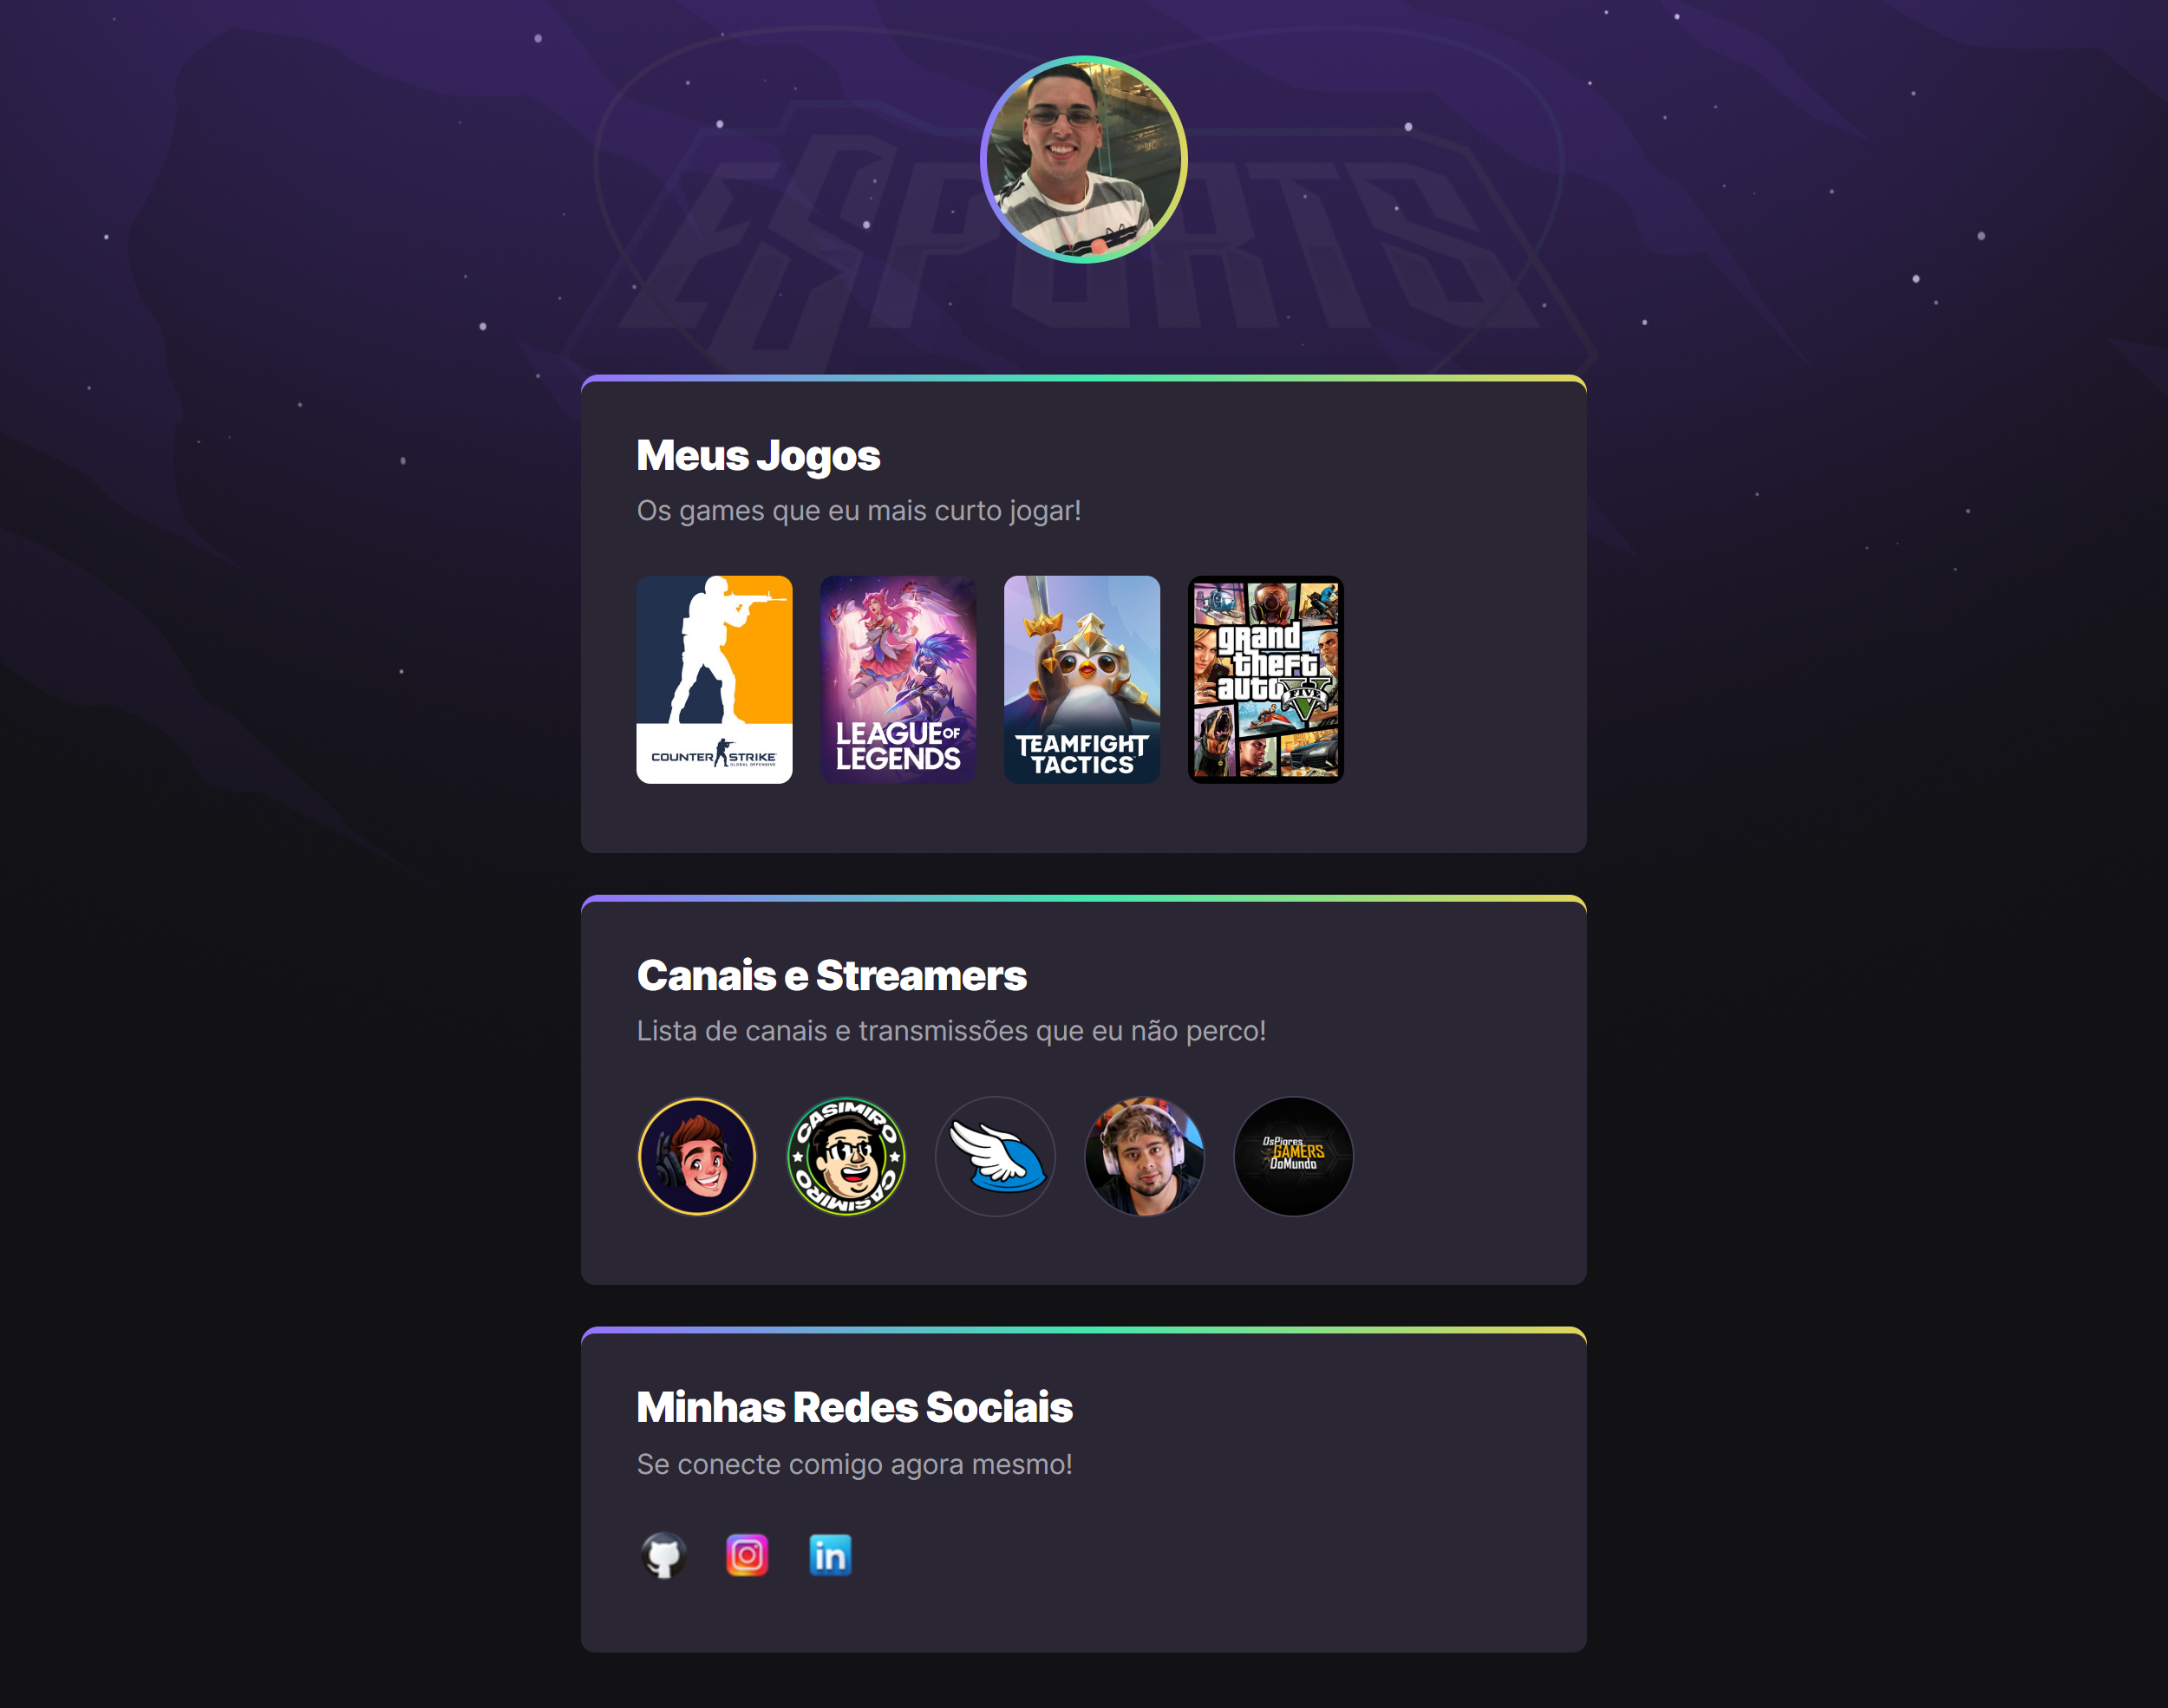 ESPORTS
Meus Jogos
Os games que eu mais curto jogar!
COUNTER STRIKE
GLOBAL OFFENSIVE
LEAGUE OF
LEGENDS
TEAMFIGHT
TACTICS
grand
theft
auto
V
FIVE
Canais e Streamers
Lista de canais e transmissões que eu não perco!
CASIMIRO
CASIMIRO
OsPiores
GAMERS
DoMundo
Minhas Redes Sociais
Se conecte comigo agora mesmo!
in